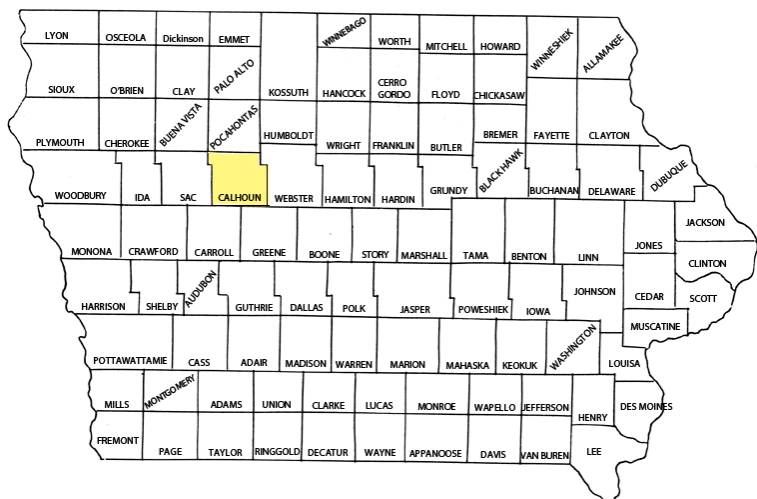 LYON OSCEOLA Dickinson EMMET WINNEBAGO WORTH MITCHELL HOWARD WINNESHIEK ALLAMAKEE
SIOUX O'BRIEN CLAY PALO ALTO KOSSUTH HANCOCK CERRO GORDO FLOYD CHICKASAW
PLYMOUTH CHEROKEE BUENA VISTA POCAHONTAS HUMBOLDT WRIGHT FRANKLIN BUTLER BREMER FAYETTE CLAYTON
WOODBURY IDA SAC CALHOUN WEBSTER HAMILTON HARDIN GRUNDY BLACK HAWK BUCHANAN DELAWARE DUBUQUE
MONONA CRAWFORD CARROLL GREENE BOONE STORY MARSHALL TAMA BENTON LINN JONES JACKSON
CLINTON
HARRISON SHELBY AUDUBON GUTHRIE DALLAS POLK JASPER POWESHIEK IOWA JOHNSON CEDAR SCOTT
MUSCATINE
POTTAWATTAMIE CASS ADAIR MADISON WARREN MARION MAHASKA KEOKUK WASHINGTON LOUISA
MILLS MONTGOMERY ADAMS UNION CLARKE LUCAS MONROE WAPELLO JEFFERSON HENRY DES MOINES
FREMONT PAGE TAYLOR RINGGOLD DECATUR WAYNE APPANOOSE DAVIS VAN BUREN LEE